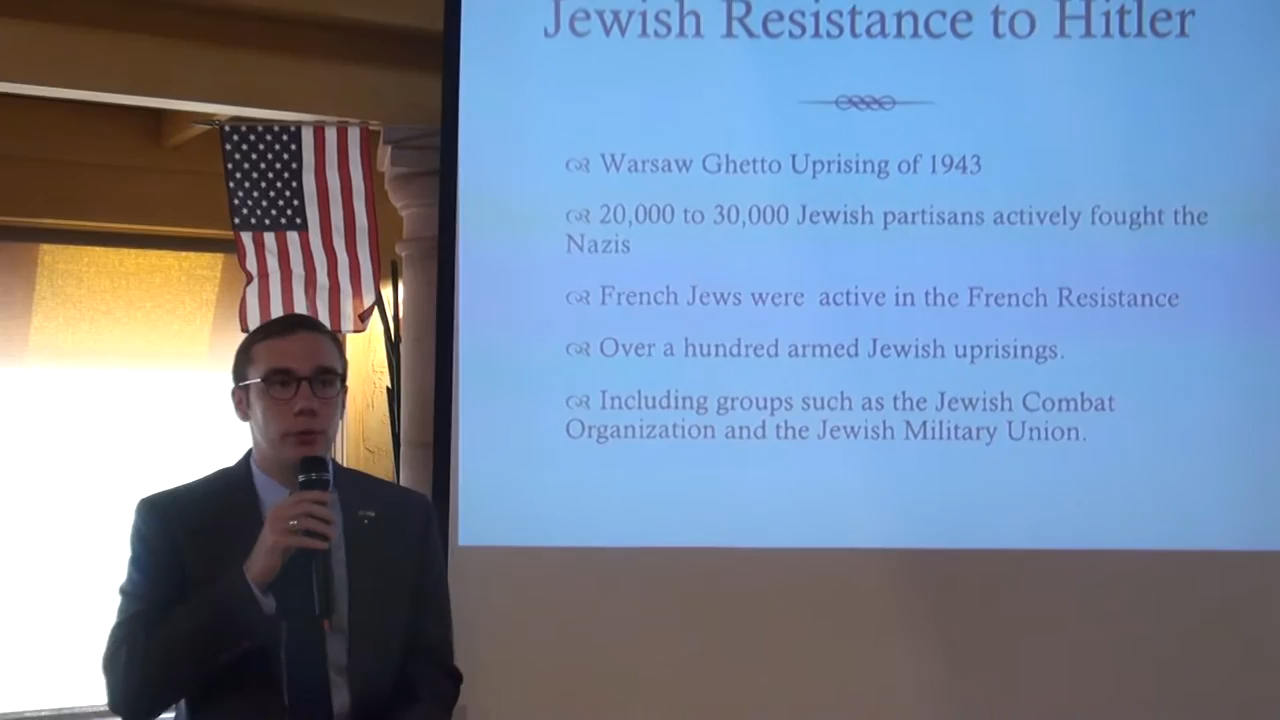 Jewish Resistance to Hitler
Warsaw Ghetto Uprising of 1943
20,000 to 30,000 Jewish partisans actively fought the
Nazis
French Jews were  active in the French Resistance
Over a hundred armed Jewish uprisings.
Including groups such as the Jewish Combat
Organization and the Jewish Military Union.